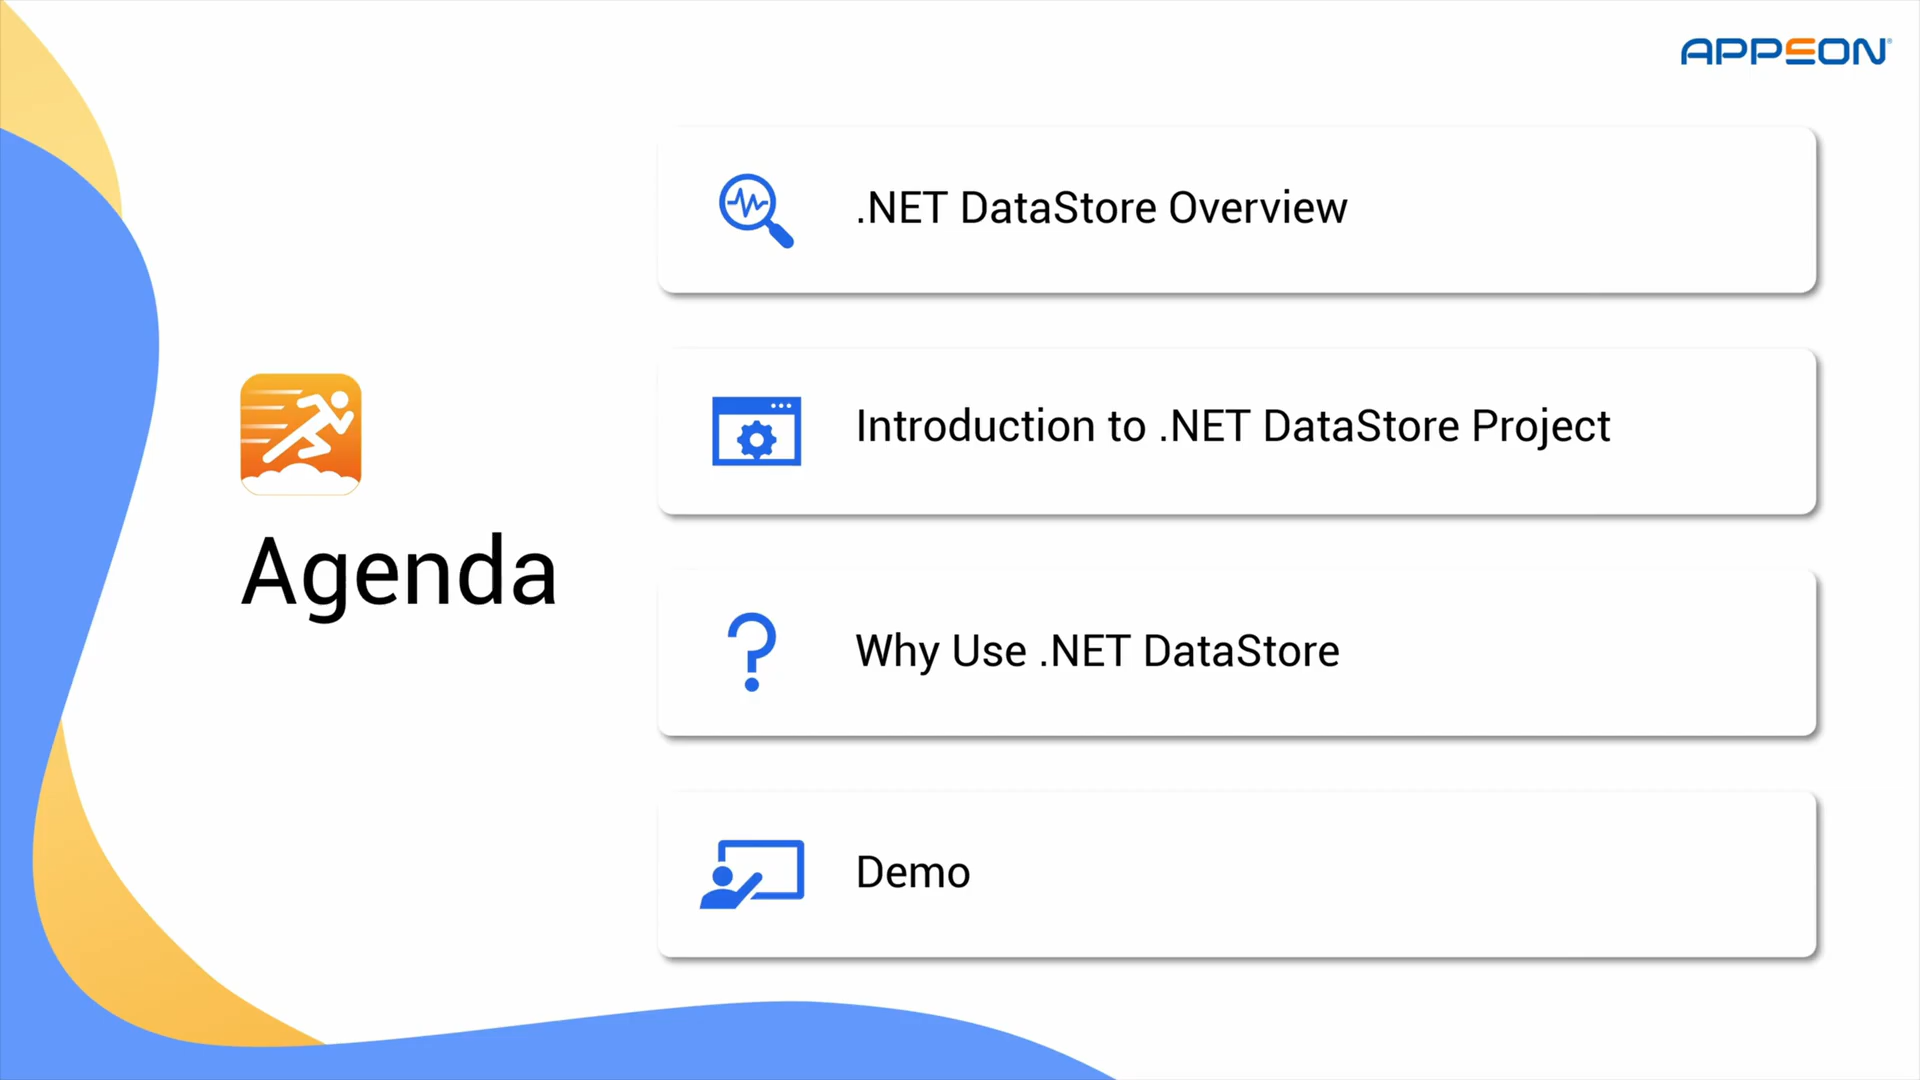 APPEON®
.NET DataStore Overview
Introduction to .NET DataStore Project
Agenda
Why Use .NET DataStore
Demo